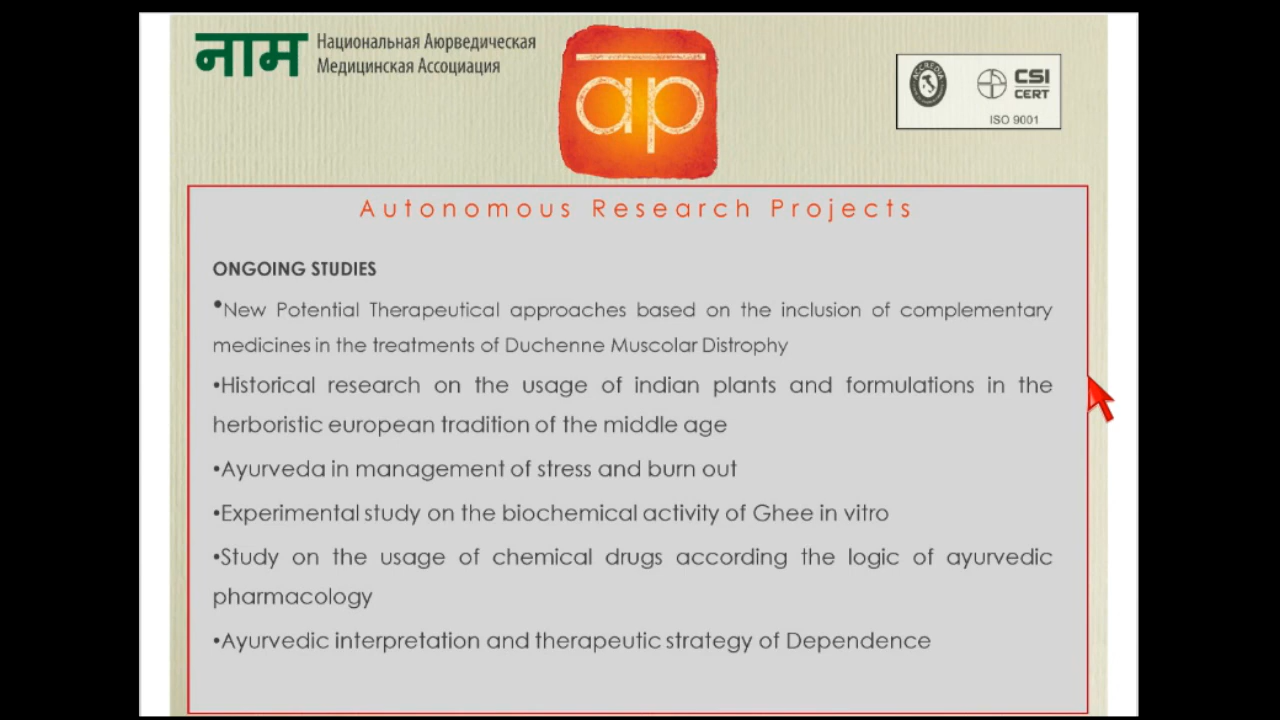 नाम
Национальная Аюрведическая
Медицинская Ассоциация
āp
ACCREDIA
CSI
CERT
ISO 9001
Autonomous Research Projects
ONGOING STUDIES
•New Potential Therapeutical approaches based on the inclusion of complementary
medicines in the treatments of Duchenne Muscolar Distrophy
•Historical research on the usage of indian plants and formulations in the
herboristic european tradition of the middle age
•Ayurveda in management of stress and burn out
•Experimental study on the biochemical activity of Ghee in vitro
•Study on the usage of chemical drugs according the logic of ayurvedic
pharmacology
•Ayurvedic interpretation and therapeutic strategy of Dependence